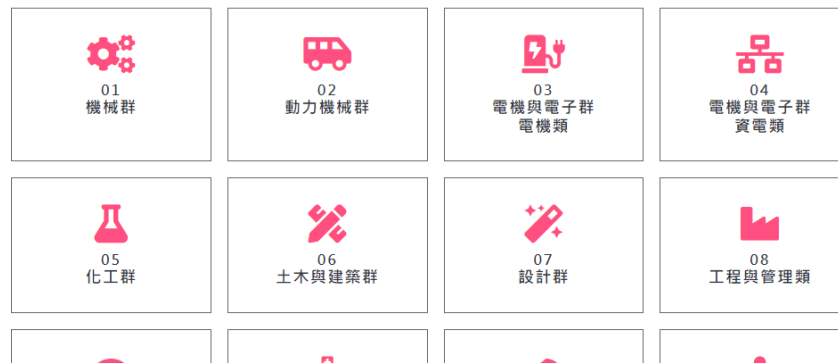 01
機械群
02
動力機械群
03
電機與電子群
電機類
04
電機與電子群
資電類
05
化工群
06
土木與建築群
07
設計群
08
工程與管理類